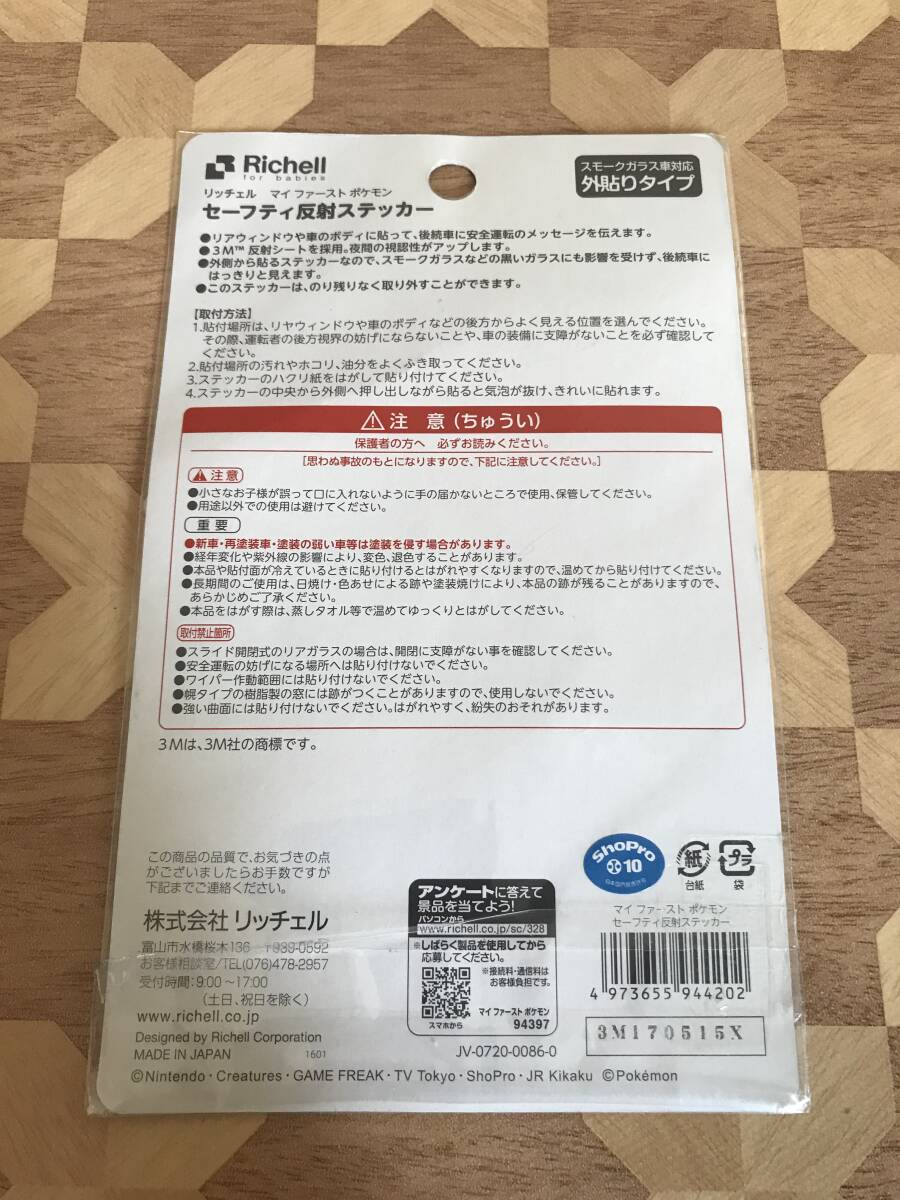 Richell
for babies
スモークガラス車対応
外貼りタイプ
リッチェル マイ ファースト ポケモン
セーフティ反射ステッカー
●リアウィンドウや車のボディに貼って、後続車に安全運転のメッセージを伝えます。
●3M™ 反射シートを採用。夜間の視認性がアップします。
●外側から貼るステッカーなので、スモークガラスなどの黒いガラスにも影響を受けず、後続車に
はっきりと見えます。
●このステッカーは、のり残りなく取り外すことができます。
【取付方法】
1.貼付場所は、リヤウィンドウや車のボディなどの後方からよく見える位置を選んでください。
その際、運転者の後方視界の妨げにならないことや、車の装備に支障がないことを必ず確認して
ください。
2.貼付場所の汚れやホコリ、油分をよくふき取ってください。
3.ステッカーのハクリ紙をはがして貼り付けてください。
4.ステッカーの中央から外側へ押し出しながら貼ると気泡が抜け、きれいに貼れます。
⚠注 意(ちゅうい)
保護者の方へ 必ずお読みください。
[思わぬ事故のもとになりますので、下記に注意してください。]
⚠注意
●小さなお子様が誤って口に入れないように手の届かないところで使用、保管してください。
●用途以外での使用は避けてください。
重要
●新車・再塗装車・塗装の弱い車等は塗装を侵す場合があります。
●経年変化や紫外線の影響により、変色、退色することがあります。
●本品や貼付面が冷えているときに貼り付けるとはがれやすくなりますので、温めてから貼り付けてください。
●長期間のご使用は、日焼け・色あせによる跡や塗装焼けにより、本品の跡が残ることがありますので、
あらかじめご了承ください。
●本品をはがす際は、蒸しタオル等で温めてゆっくりとはがしてください。
取付禁止箇所
●スライド開閉式のリアガラスの場合は、開閉に支障がない事を確認してください。
●安全運転の妨げになる場所へは貼り付けないでください。
●ワイパー作動範囲には貼り付けないでください。
●幌タイプの樹脂製の窓には跡がつくことがありますので、使用しないでください。
●強い曲面には貼り付けないでください。はがれやすく、紛失のおそれがあります。
3Mは、3M社の商標です。
この商品の品質で、お気づきの点
がございましたらお手数ですが
下記までご連絡ください。
株式会社 リッチェル
富山市水橋桜木136 〒939-0592
お客様相談室/TEL(076)478-2957
受付時間:9:00~17:00
(土日、祝日を除く)
www.richell.co.jp
Designed by Richell Corporation
MADE IN JAPAN 1601
アンケートに答えて
景品を当てよう!
パソコンから
www.richell.co.jp/sc/328
※しばらく製品を使用してから
応募してください。
※接続料・通信料は
お客様負担です。
スマホから
マイ ファースト ポケモン
94397
JV-0720-0086-0
ShoPro
10
紙
台紙
プラ
袋
マイ ファースト ポケモン
セーフティ反射ステッカー
4 973655 944202
3M170515X
©Nintendo・Creatures・GAME FREAK・TV Tokyo・ShoPro・JR Kikaku ©Pokémon